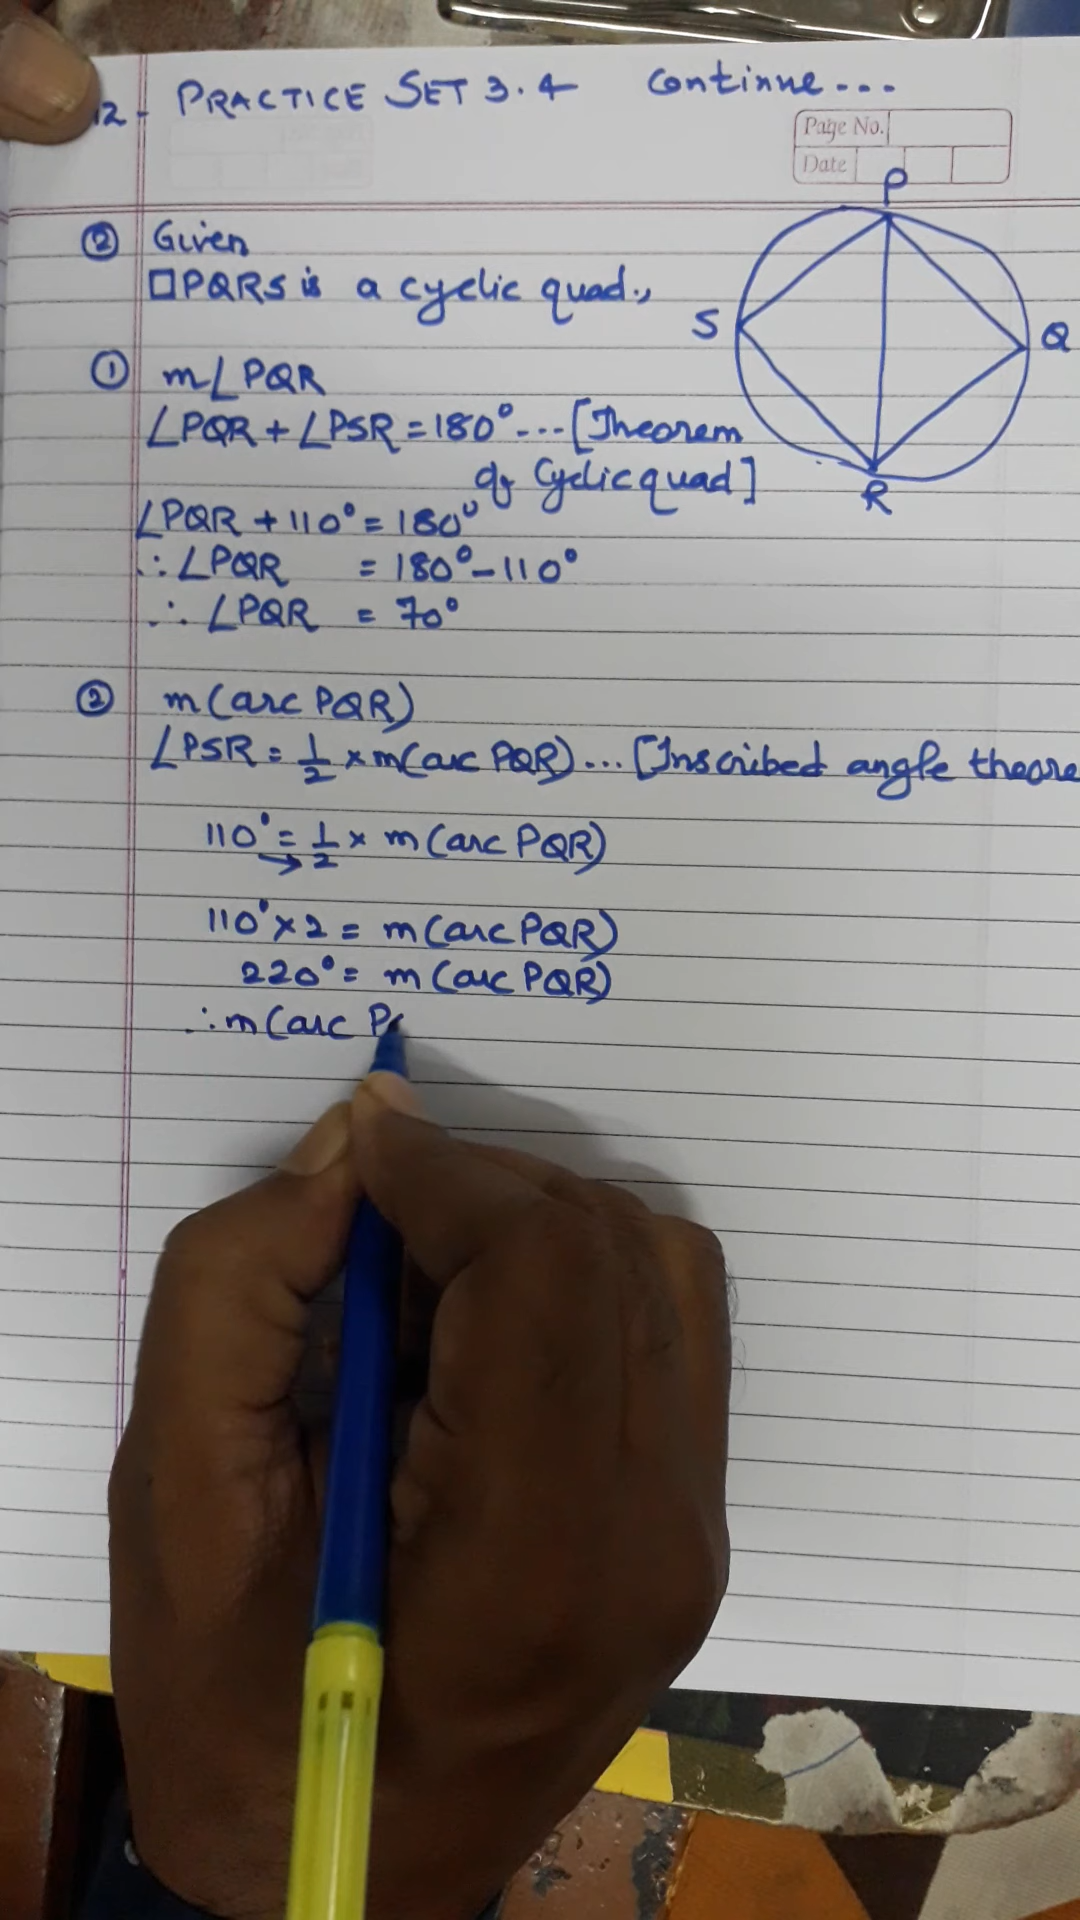 12- PRACTICE SET 3.4 Continue...
Page No.
Date
② Given
□PQRS is a cyclic quad.,
P
S
Q
R
① m∠PQR
∠PQR + ∠PSR = 180° ... [Theorem
of Cyclic quad]
∠PQR + 110° = 180°
∴ ∠PQR = 180° - 110°
∴ ∠PQR = 70°
② m(arc PQR)
∠PSR = 1/2 × m(arc PQR) ... [Inscribed angle theore
110° = 1/2 × m(arc PQR)
110° × 2 = m(arc PQR)
220° = m(arc PQR)
∴ m(arc P